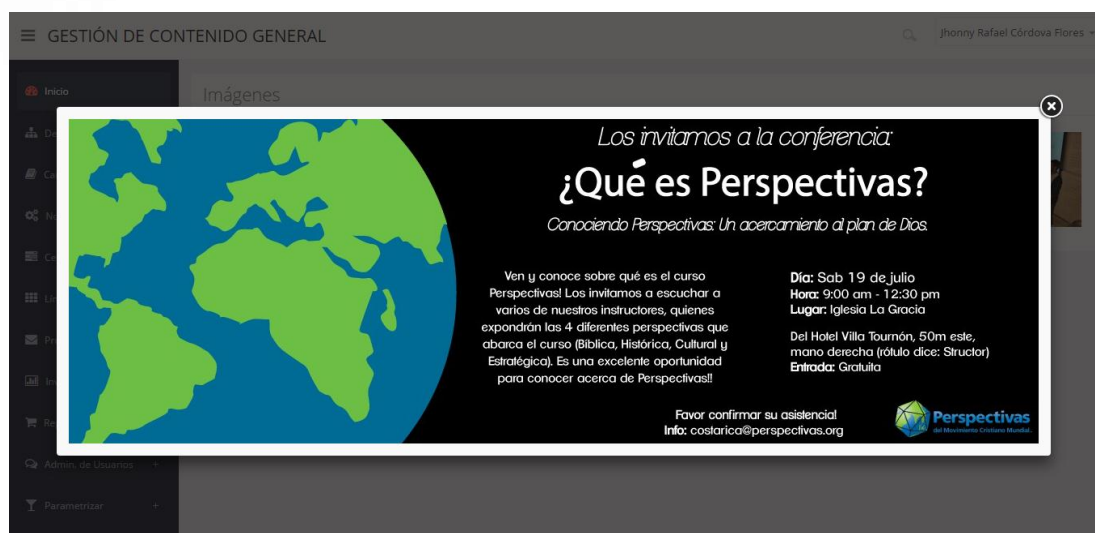 GESTIÓN DE CONTENIDO GENERAL
Jhonny Rafael Córdova Flores
Inicio
Imágenes
Los invitamos a la conferencia:
¿Qué es Perspectivas?
Conociendo Perspectivas: Un acercamiento al plan de Dios.
Ven y conoce sobre qué es el curso
Perspectivas! Los invitamos a escuchar a
varios de nuestros instructores, quienes
expondrán las 4 diferentes perspectivas que
abarca el curso (Bíblica, Histórica, Cultural y
Estratégica). Es una excelente oportunidad
para conocer acerca de Perspectivas!!
Día: Sab 19 de julio
Hora: 9:00 am - 12:30 pm
Lugar: Iglesia La Gracia
Del Hotel Villa Tournón, 50m este,
mano derecha (rótulo dice: Structor)
Entrada: Gratuita
Favor confirmar su asistencia!
Info: costarica@perspectivas.org
Perspectivas
del Movimiento Cristiano Mundial.
Admin. de Usuarios +
Parametrizar +